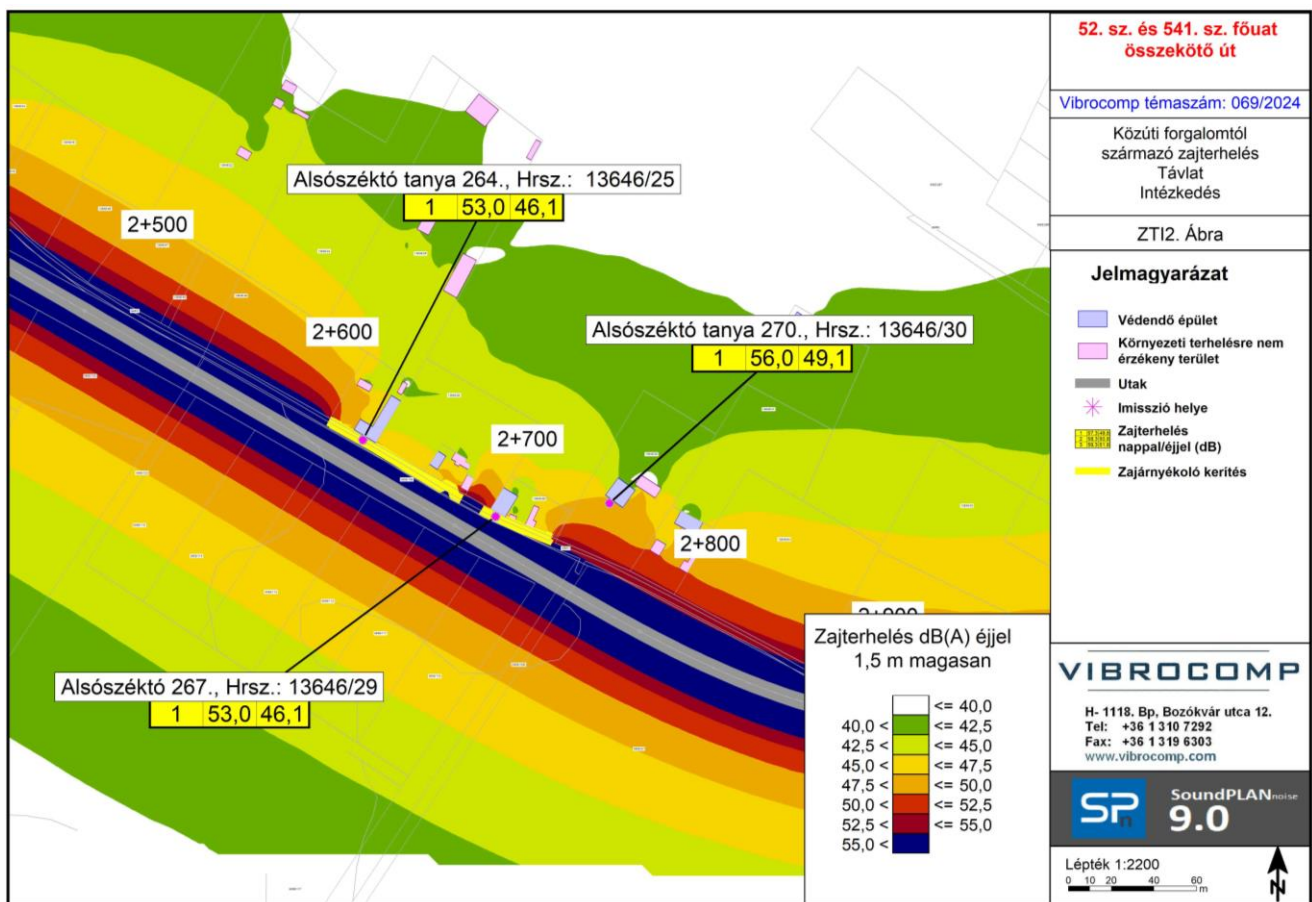 52. sz. és 541. sz. főuat
összekötő út
Vibrocomp témaszám: 069/2024
Közúti forgalomtól
származó zajterhelés
Távlat
Intézkedés
ZTI2. Ábra
Jelmagyarázat
Védendő épület
Környezeti terhelésre nem
érzékeny terület
Utak
Imisszió helye
Zajterhelés
nappal/éjjel (dB)
Zajárnyékoló kerítés
Alsószéktó tanya 264., Hrsz.: 13646/25
1 53,0 46,1
2+500
2+600
Alsószéktó tanya 270., Hrsz.: 13646/30
1 56,0 49,1
2+700
2+800
2+900
Alsószéktó 267., Hrsz.: 13646/29
1 53,0 46,1
Zajterhelés dB(A) éjjel
1,5 m magasan
<= 40,0
40,0 < <= 42,5
42,5 < <= 45,0
45,0 < <= 47,5
47,5 < <= 50,0
50,0 < <= 52,5
52,5 < <= 55,0
55,0 <
VIBROCOMP
H- 1118. Bp, Bozókvár utca 12.
Tel: +36 1 310 7292
Fax: +36 1 319 6303
www.vibrocomp.com
SPn
SoundPLANnoise
9.0
Lépték 1:2200
0 10 20 40 60
m
N